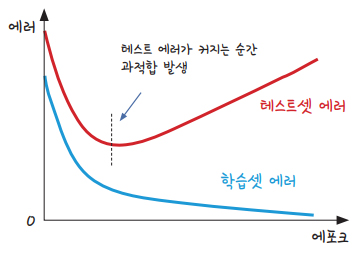 에러
테스트 에러가 커지는 순간
과적합 발생
테스트셋 에러
학습셋 에러
0
에포크